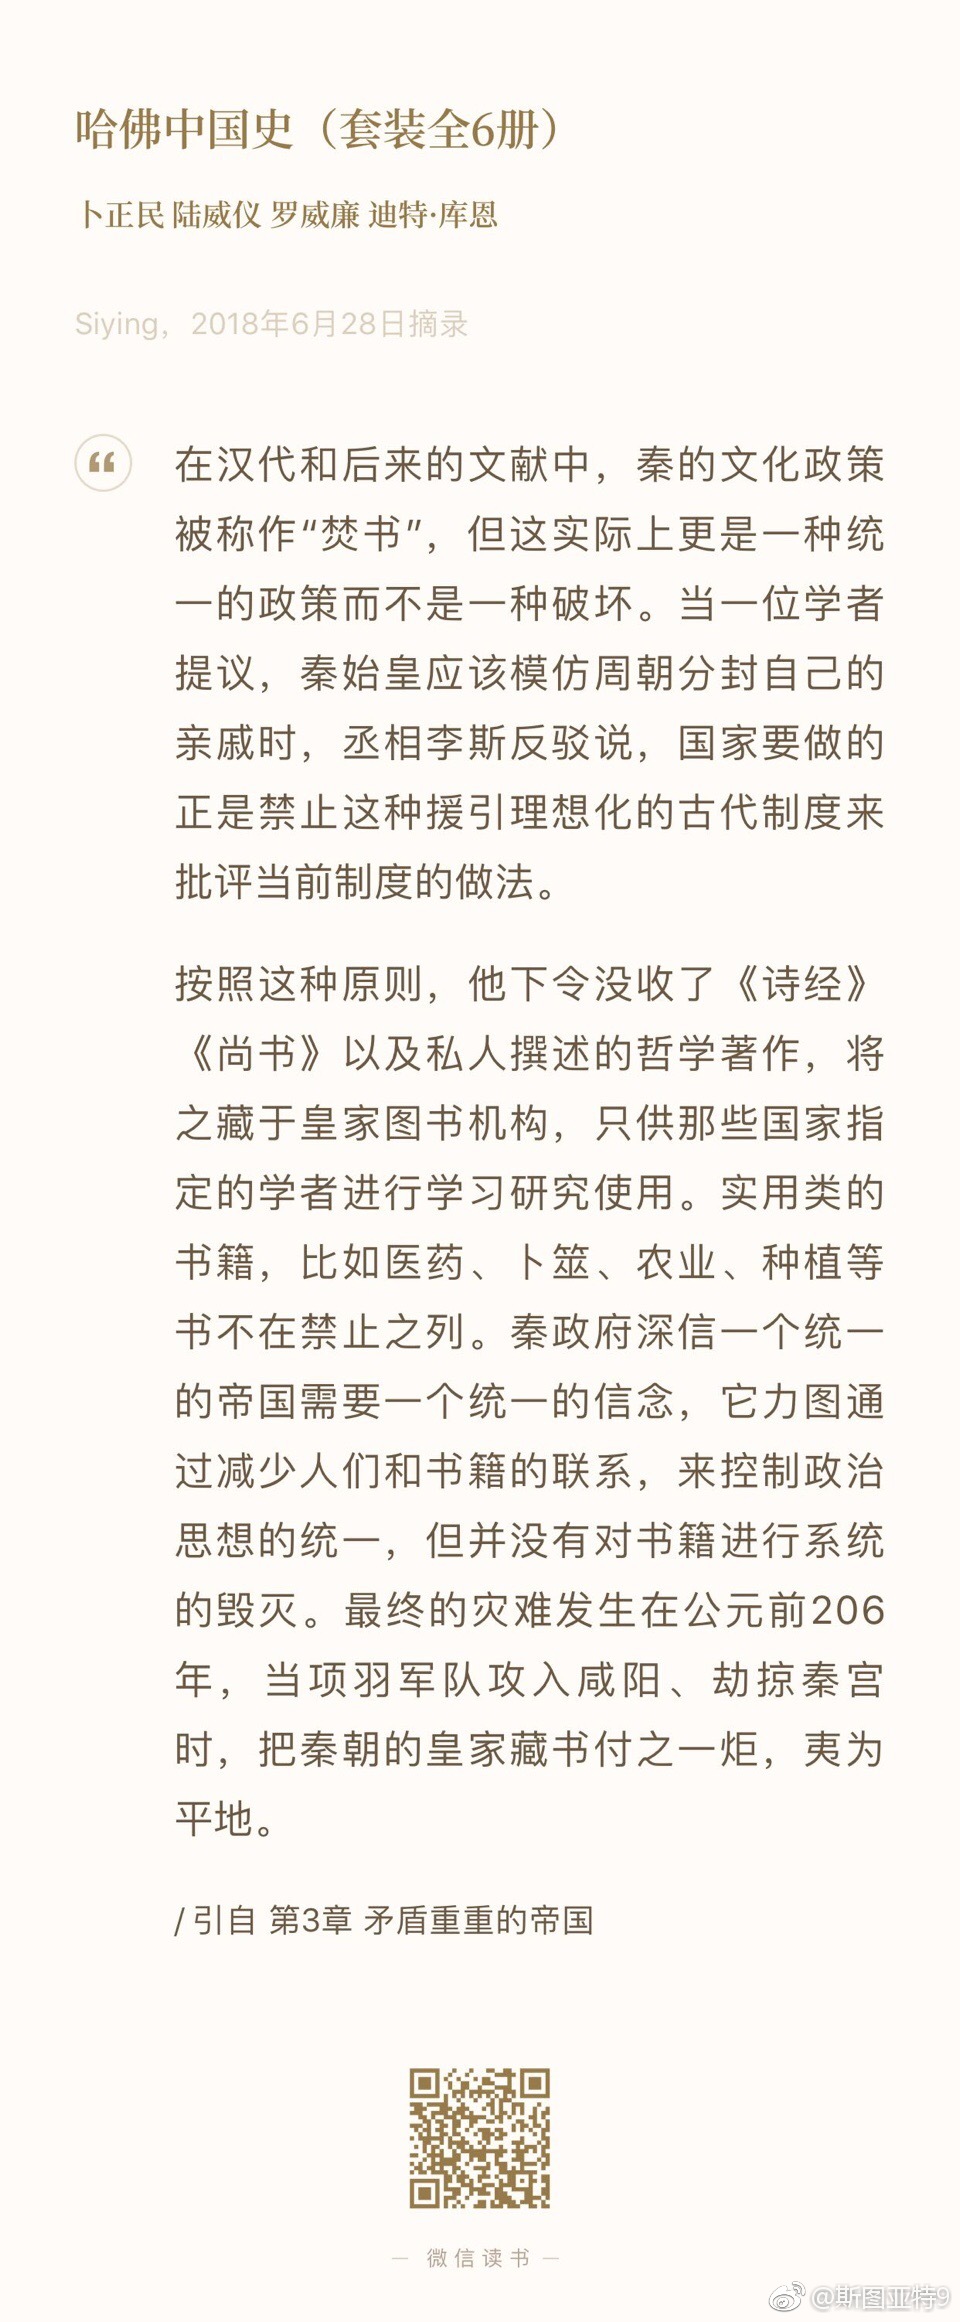 哈佛中国史（套装全6册）
卜正民 陆威仪 罗威廉 迪特·库恩
Siying，2018年6月28日摘录
在汉代和后来的文献中，秦的文化政策
被称作“焚书”，但这实际上更是一种统
一的政策而不是一种破坏。当一位学者
提议，秦始皇应该模仿周朝分封自己的
亲戚时，丞相李斯反驳说，国家要做的
正是禁止这种援引理想化的古代制度来
批评当前制度的做法。
按照这种原则，他下令没收了《诗经》
《尚书》以及私人撰述的哲学著作，将
之藏于皇家图书机构，只供那些国家指
定的学者进行学习研究使用。实用类的
书籍，比如医药、卜筮、农业、种植等
书不在禁止之列。秦政府深信一个统一
的帝国需要一个统一的信念，它力图通
过减少人们和书籍的联系，来控制政治
思想的统一，但并没有对书籍进行系统
的毁灭。最终的灾难发生在公元前206
年，当项羽军队攻入咸阳、劫掠秦宫
时，把秦朝的皇家藏书付之一炬，夷为
平地。
/ 引自 第3章 矛盾重重的帝国
— 微信读书 —
@斯图亚特9